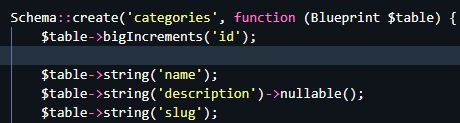 Schema::create('categories', function (Blueprint $table) {
    $table->bigIncrements('id');
    $table->string('name');
    $table->string('description')->nullable();
    $table->string('slug');